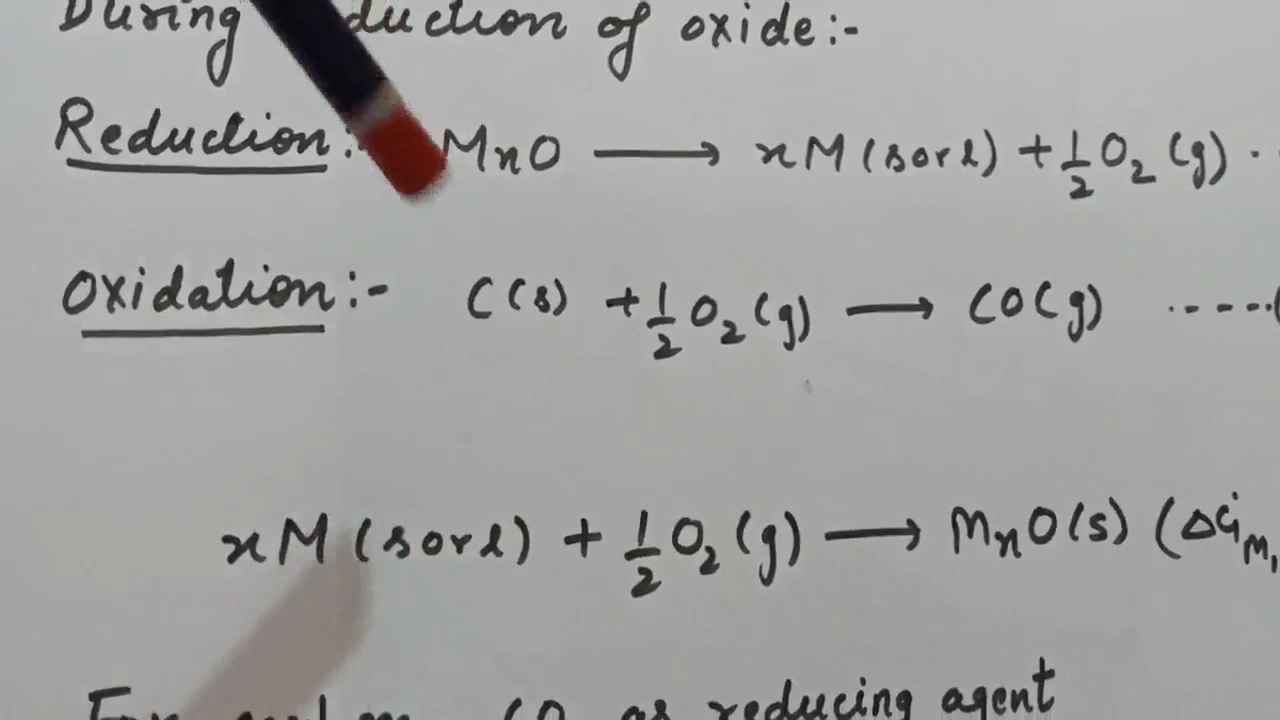 During of oxide:-
Reduction: MxO ⟶ xM(s or l) + 1/2 O₂(g) .
Oxidation:- C(s) + 1/2 O₂(g) ⟶ CO(g) -----(
xM(s or l) + 1/2 O₂(g) ⟶ MxO(s) (ΔG°M,
CO as reducing agent